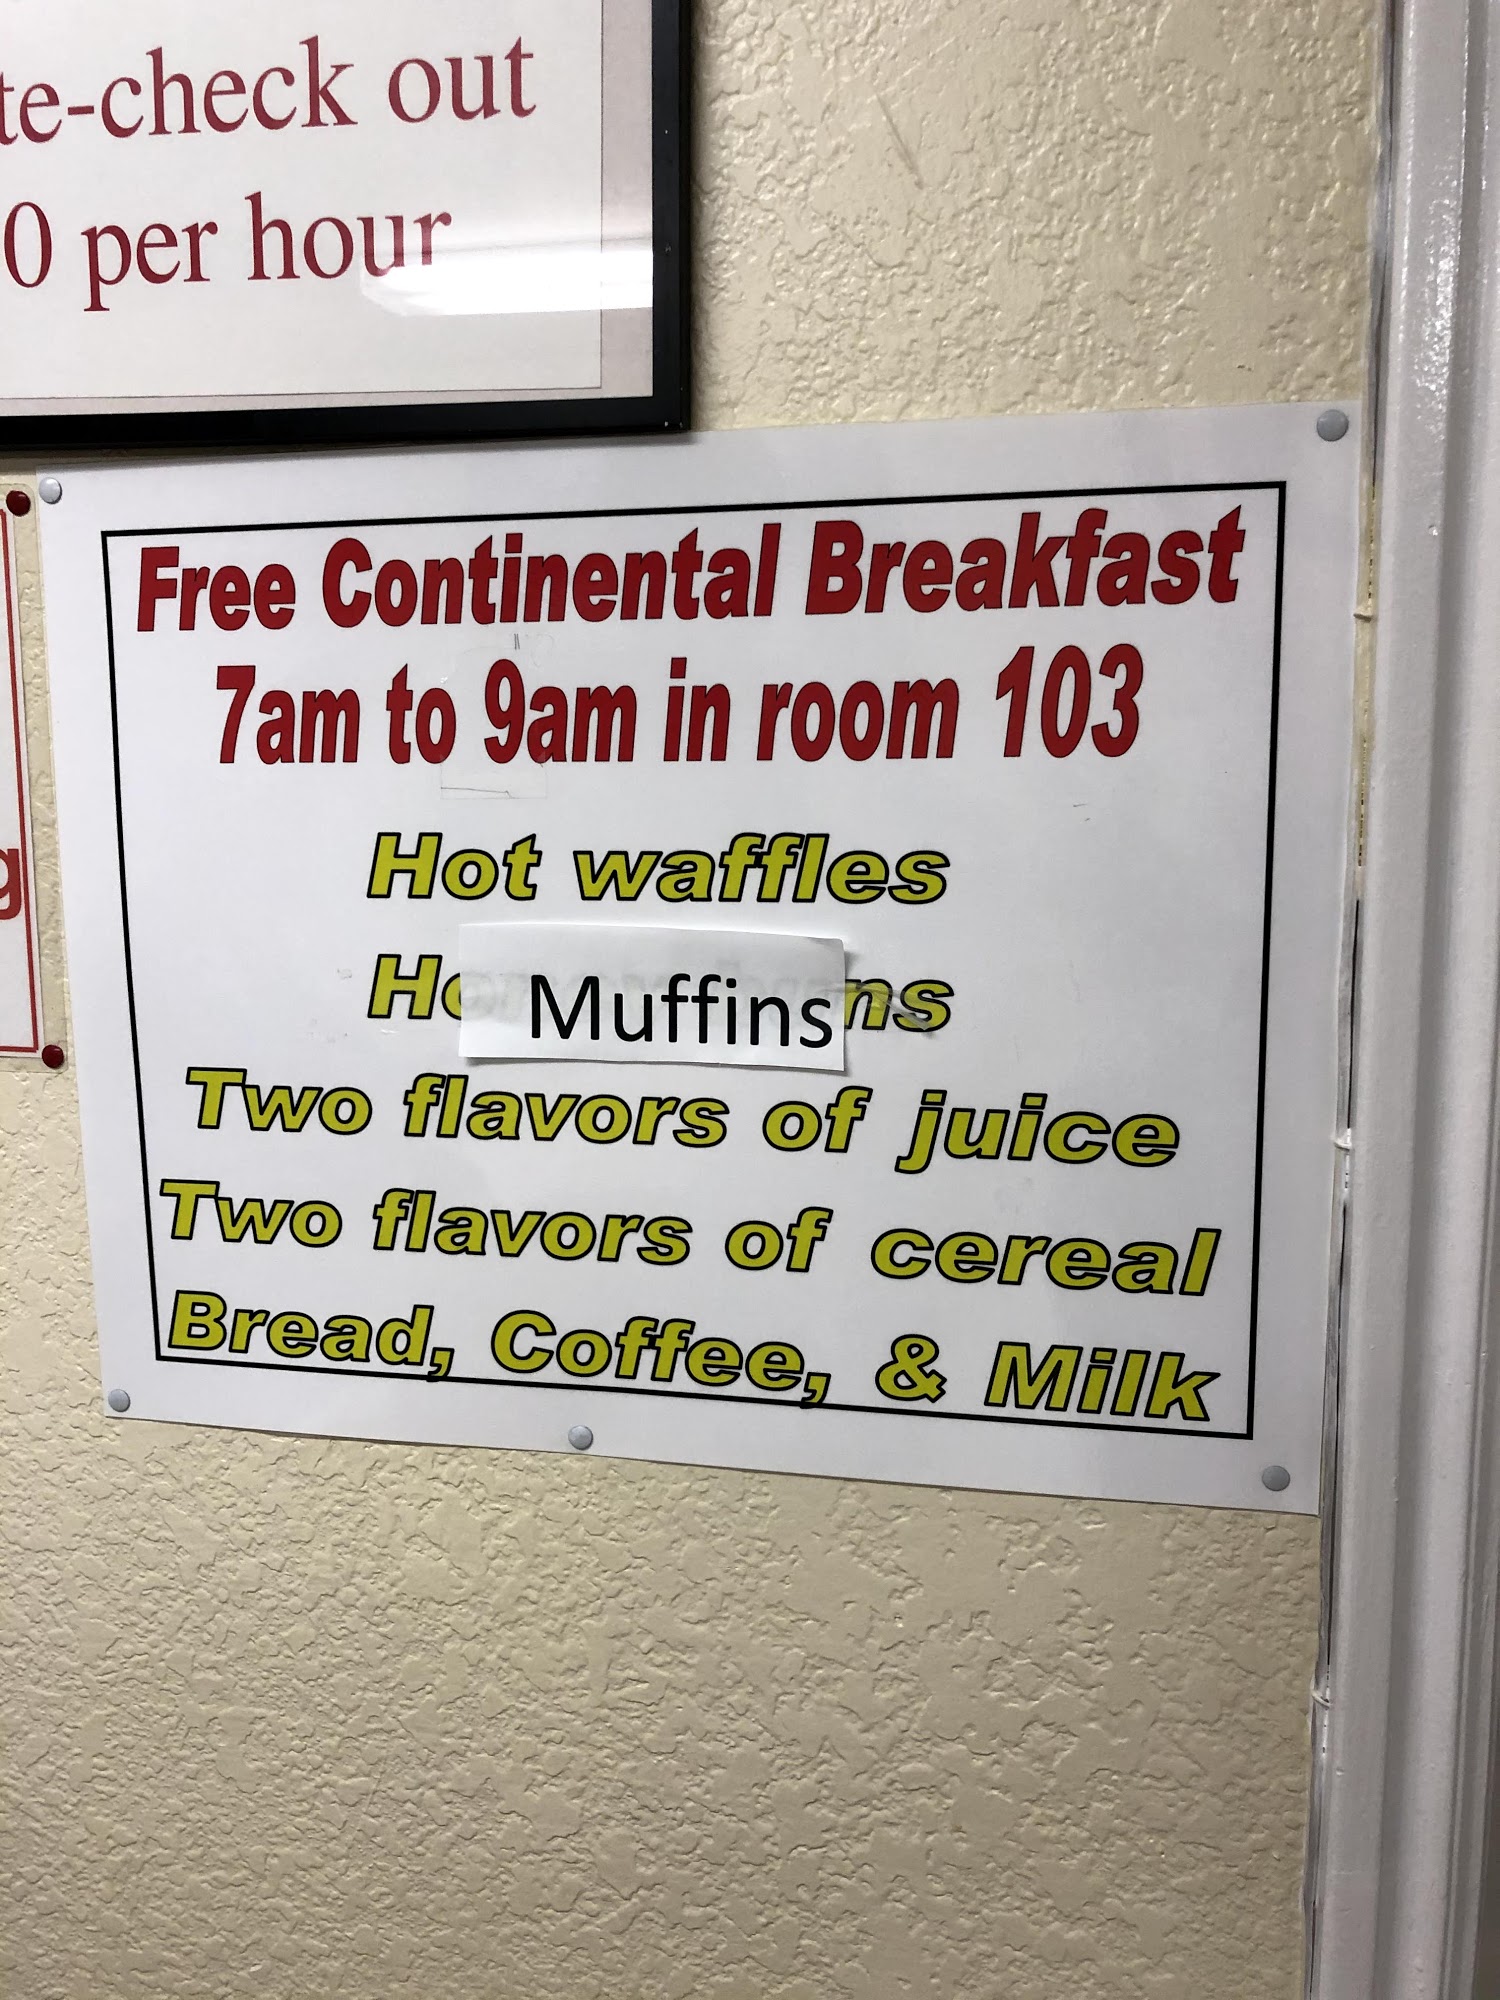 te-check out
0 per hour
g
Free Continental Breakfast
7am to 9am in room 103
Hot waffles
Muffins
Two flavors of juice
Two flavors of cereal
Bread, Coffee, & Milk